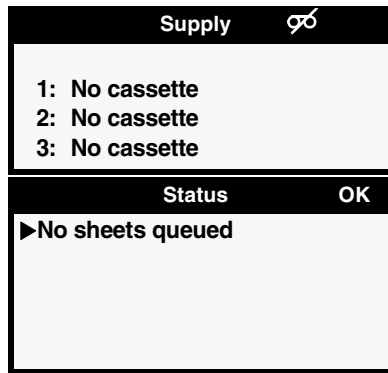 Supply
1: No cassette
2: No cassette
3: No cassette
Status OK
▶No sheets queued